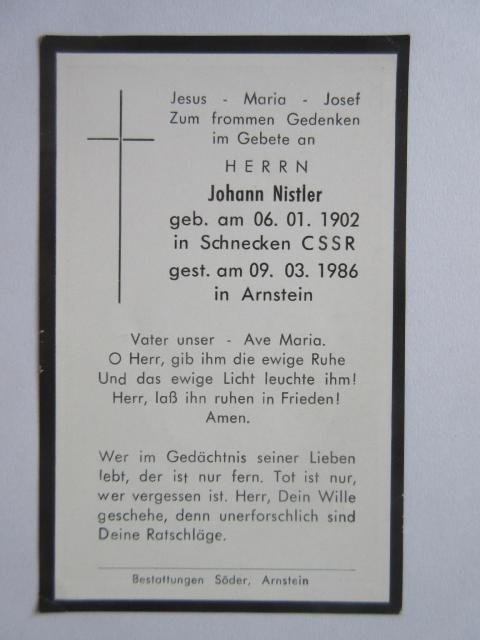 Jesus - Maria - Josef
Zum frommen Gedenken
im Gebete an
HERRN
Johann Nistler
geb. am 06. 01. 1902
in Schnecken CSSR
gest. am 09. 03. 1986
in Arnstein
Vater unser - Ave Maria.
O Herr, gib ihm die ewige Ruhe
Und das ewige Licht leuchte ihm!
Herr, laß ihn ruhen in Frieden!
Amen.
Wer im Gedächtnis seiner Lieben
lebt, der ist nur fern. Tot ist nur,
wer vergessen ist. Herr, Dein Wille
geschehe, denn unerforschlich sind
Deine Ratschläge.
Bestattungen Söder, Arnstein